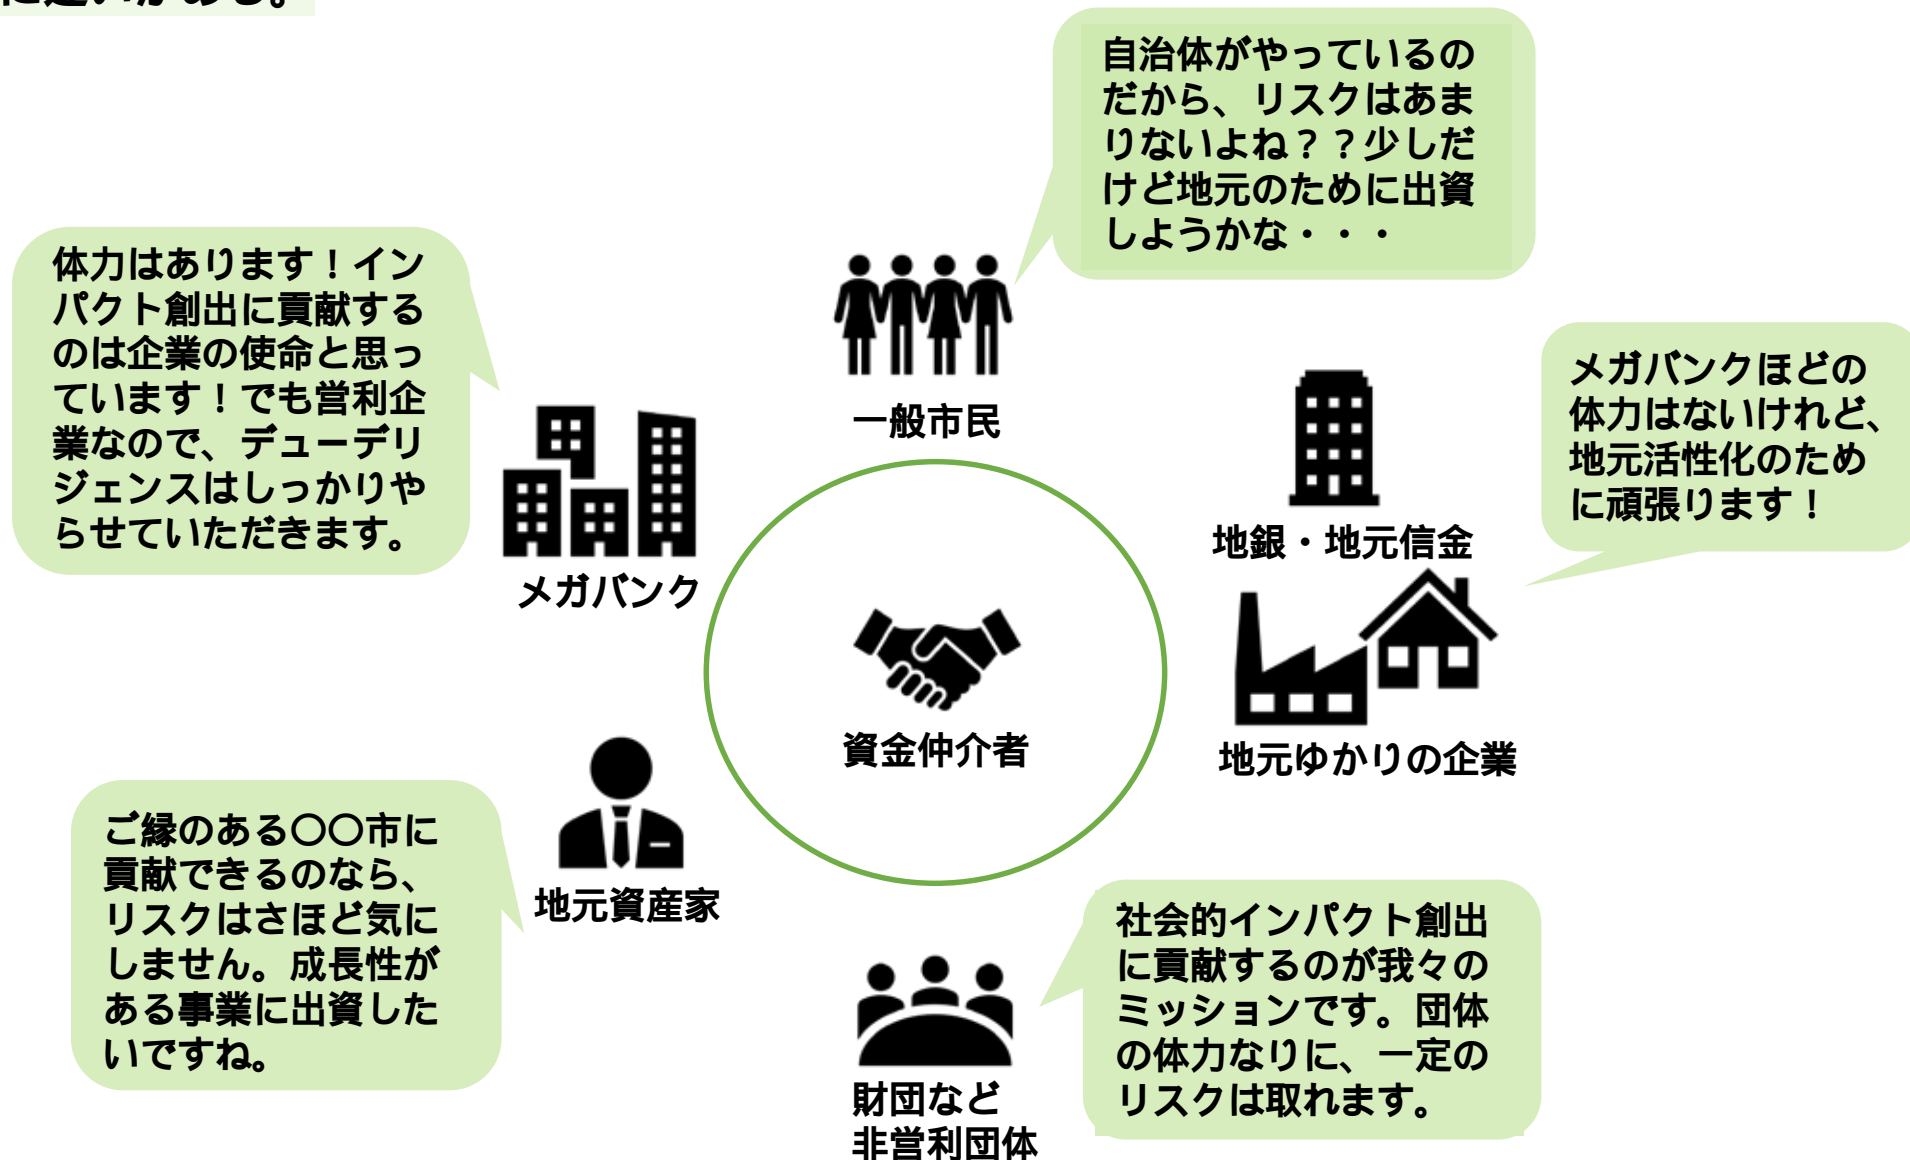 に違いがある。
自治体がやっているの
だから、リスクはあま
りないよね？？少しだ
けど地元のために出資
しようかな・・・
体力はあります！イン
パクト創出に貢献する
のは企業の使命と思っ
ています！でも営利企
業なので、デューデリ
ジェンスはしっかりや
らせていただきます。
一般市民
メガバンクほどの
体力はないけれど、
地元活性化のため
に頑張ります！
地銀・地元信金
メガバンク
資金仲介者
地元ゆかりの企業
ご縁のある〇〇市に
貢献できるのなら、
リスクはさほど気に
しません。成長性が
ある事業に出資した
いですね。
地元資産家
社会的インパクト創出
に貢献するのが我々の
ミッションです。団体
の体力なりに、一定の
リスクは取れます。
財団など
非営利団体